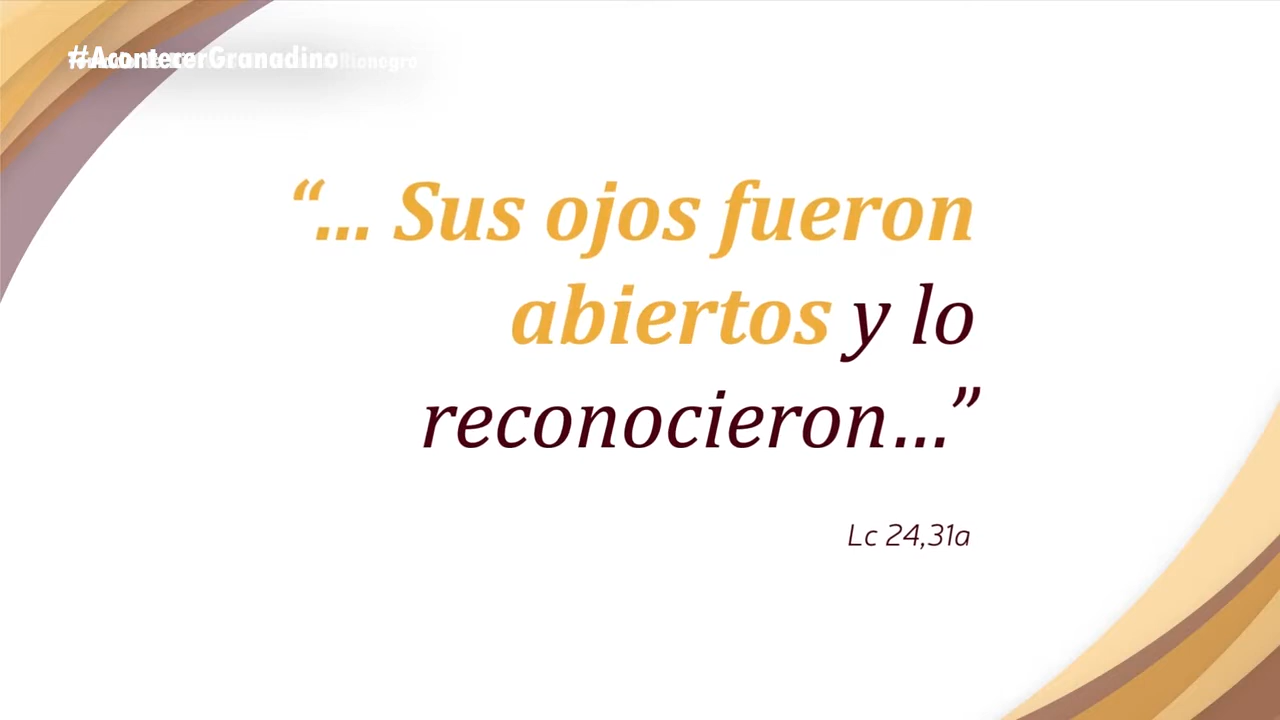 #AcontecerGranadino
“... Sus ojos fueron
abiertos y lo
reconocieron...”
Lc 24,31a